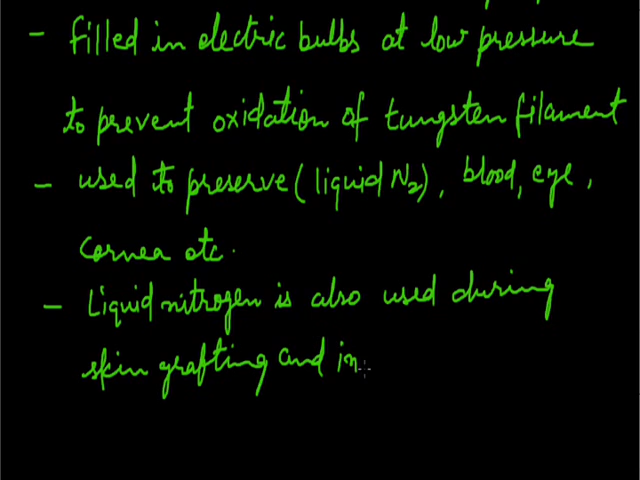 - filled in electric bulbs at low pressure
to prevent oxidation of tungsten filament
- used to preserve (liquid N2), blood, eye,
cornea etc.
- Liquid nitrogen is also used during
skin grafting and in